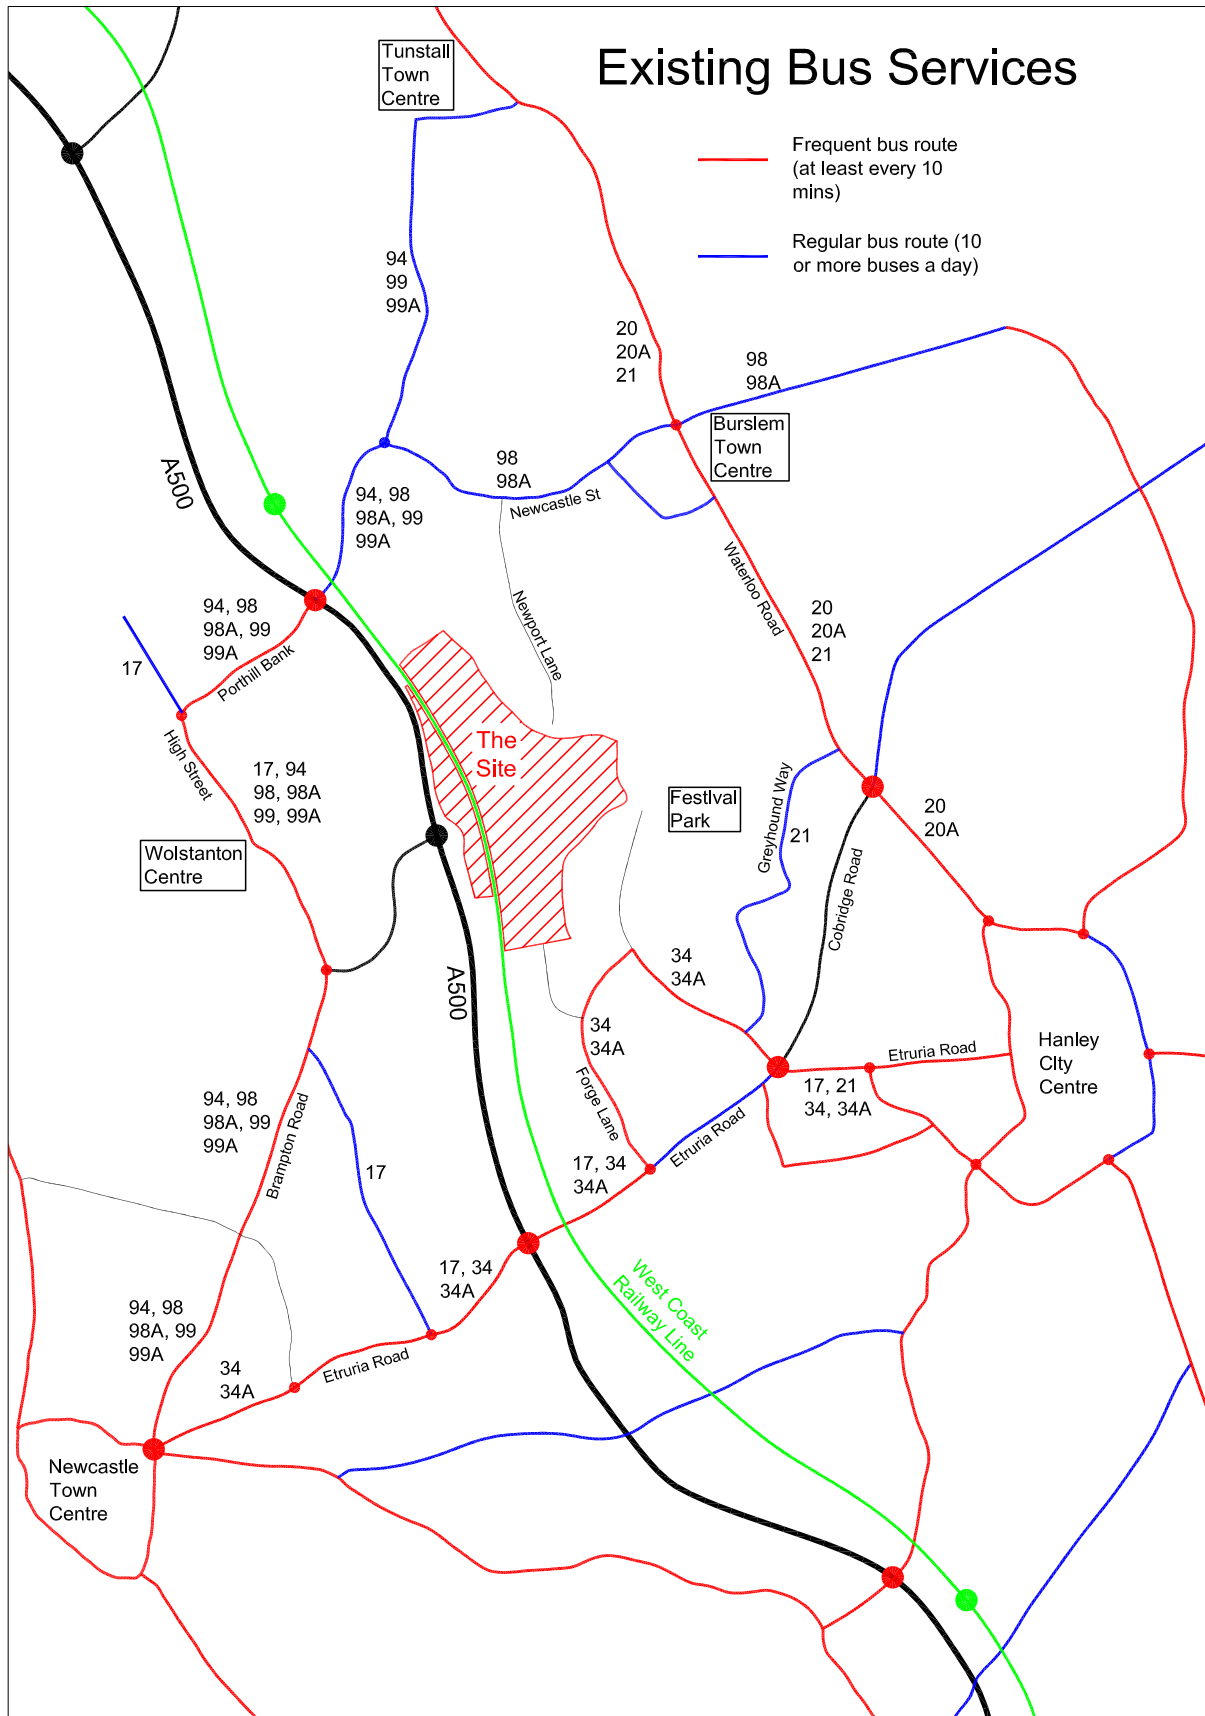 Existing Bus Services
Tunstall
Town
Centre
Frequent bus route
(at least every 10
mins)
Regular bus route (10
or more buses a day)
94
99
99A
20
20A
21
98
98A
Burslem
Town
Centre
A500
98
98A
Newcastle St
94, 98
98A, 99
99A
Waterloo Road
Newport Lane
94, 98
98A, 99
99A
20
20A
21
17
Porthill Bank
High Street
The
Site
17, 94
98, 98A
99, 99A
Festival
Park
Greyhound Way
21
20
20A
Wolstanton
Centre
Cobridge Road
34
34A
A500
34
34A
Etruria Road
Hanley
CIty
Centre
Forge Lane
17, 21
34, 34A
94, 98
98A, 99
99A
Brampton Road
Etruria Road
17
17, 34
34A
17, 34
34A
West Coast
Railway Line
94, 98
98A, 99
99A
34
34A
Etruria Road
Newcastle
Town
Centre